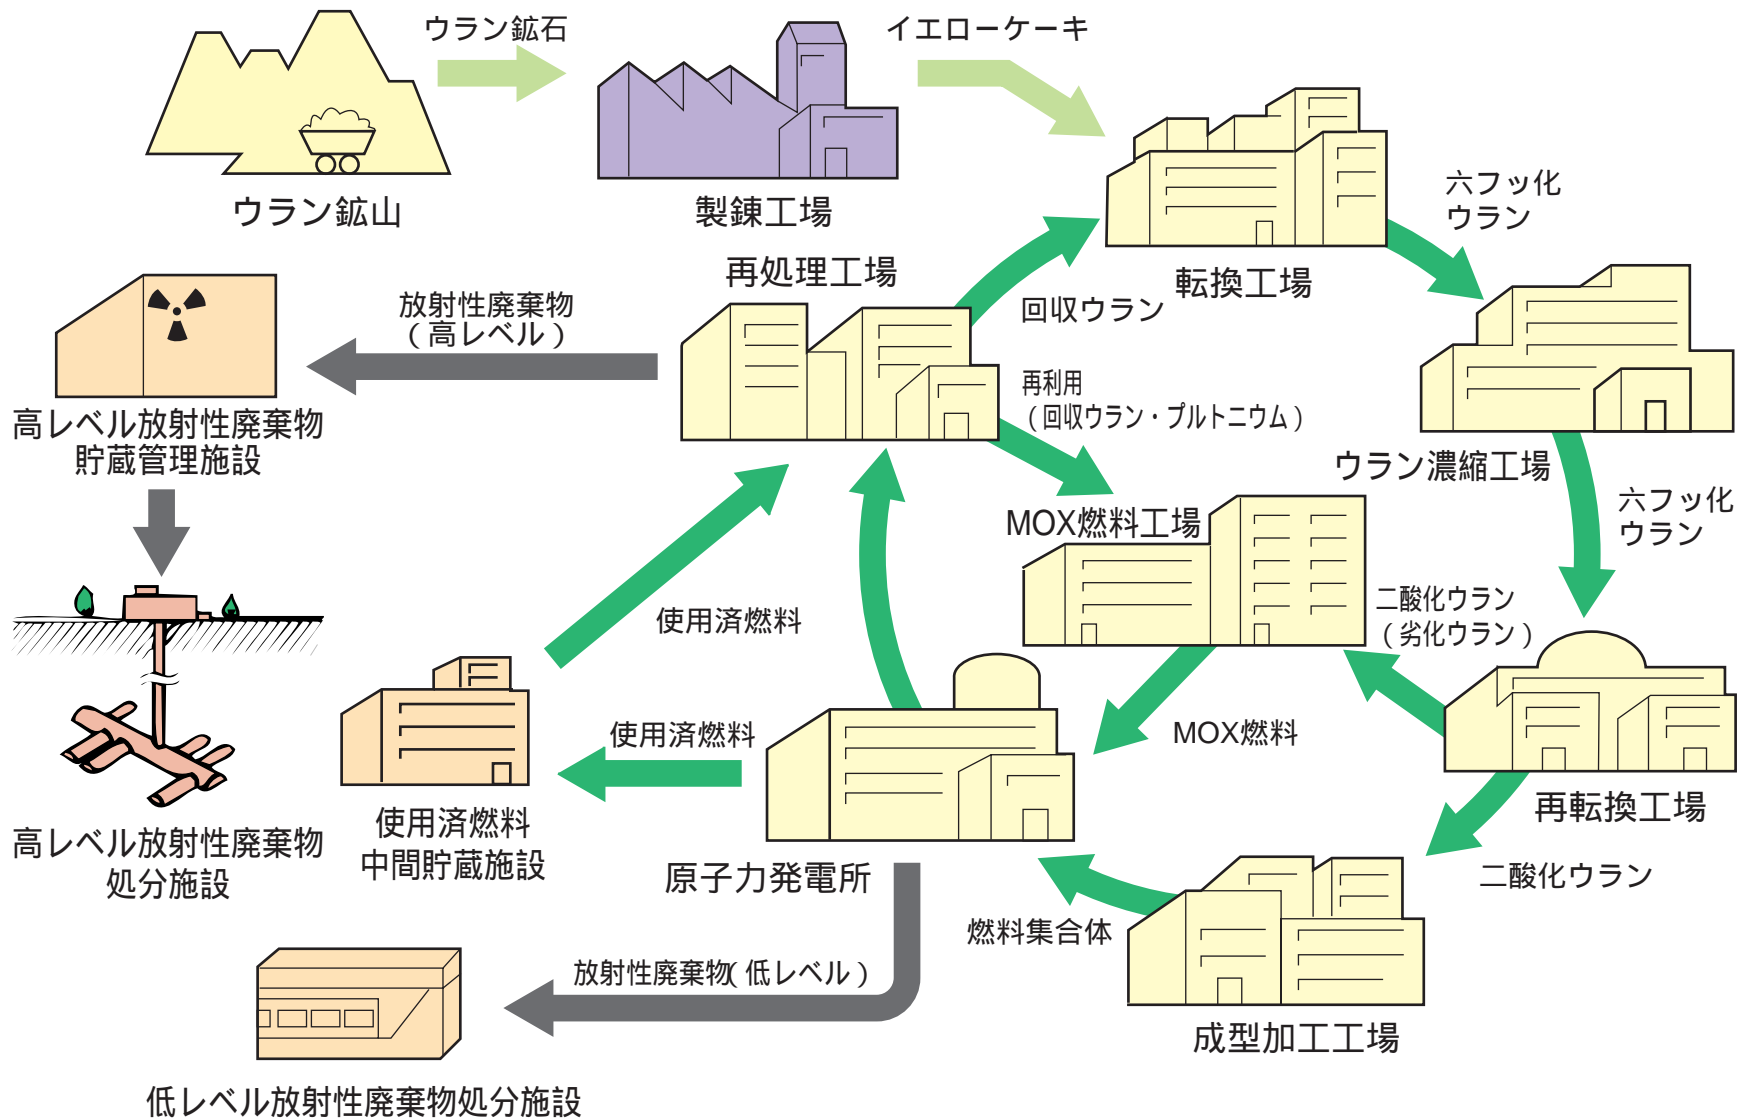 ウラン鉱石
イエローケーキ
ウラン鉱山
製錬工場
六フッ化
ウラン
再処理工場
転換工場
放射性廃棄物
（高レベル）
回収ウラン
再利用
（回収ウラン・プルトニウム）
高レベル放射性廃棄物
貯蔵管理施設
ウラン濃縮工場
六フッ化
ウラン
MOX燃料工場
二酸化ウラン
（劣化ウラン）
使用済燃料
使用済燃料
MOX燃料
再転換工場
使用済燃料
中間貯蔵施設
高レベル放射性廃棄物
処分施設
原子力発電所
二酸化ウラン
燃料集合体
放射性廃棄物（低レベル）
成型加工工場
低レベル放射性廃棄物処分施設